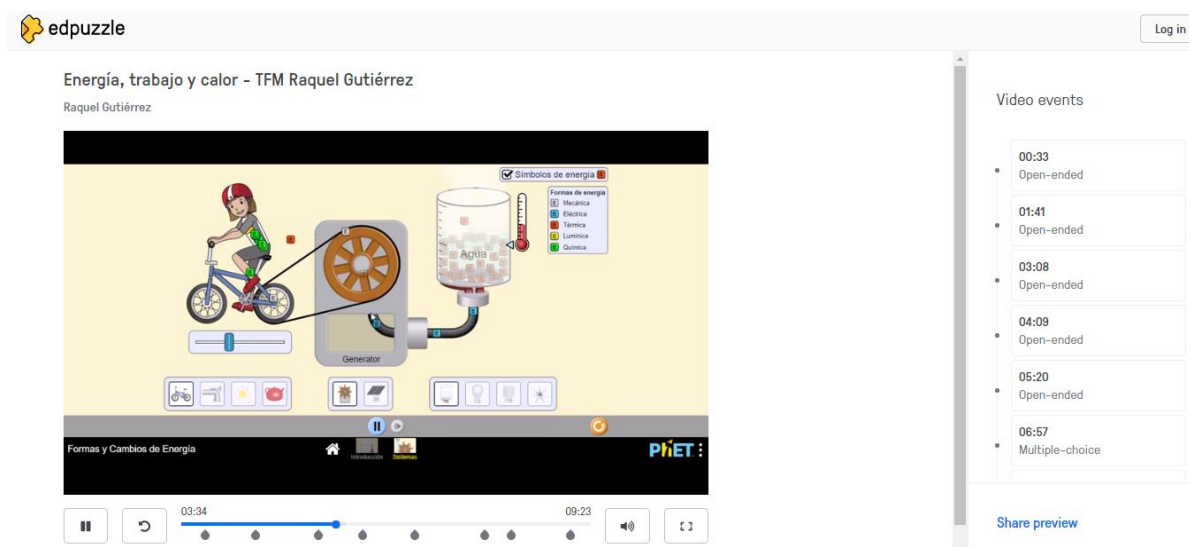 edpuzzle
Log in
Energía, trabajo y calor - TFM Raquel Gutiérrez
Raquel Gutiérrez
Símbolos de energía E
Formas de energía
E Mecánica
E Eléctrica
E Térmica
E Lumínica
E Química
Agua
Generator
Formas y Cambios de Energía
Introducción
Sistemas
PhET
03:34
09:23
Video events
00:33
Open-ended
01:41
Open-ended
03:08
Open-ended
04:09
Open-ended
05:20
Open-ended
06:57
Multiple-choice
Share preview